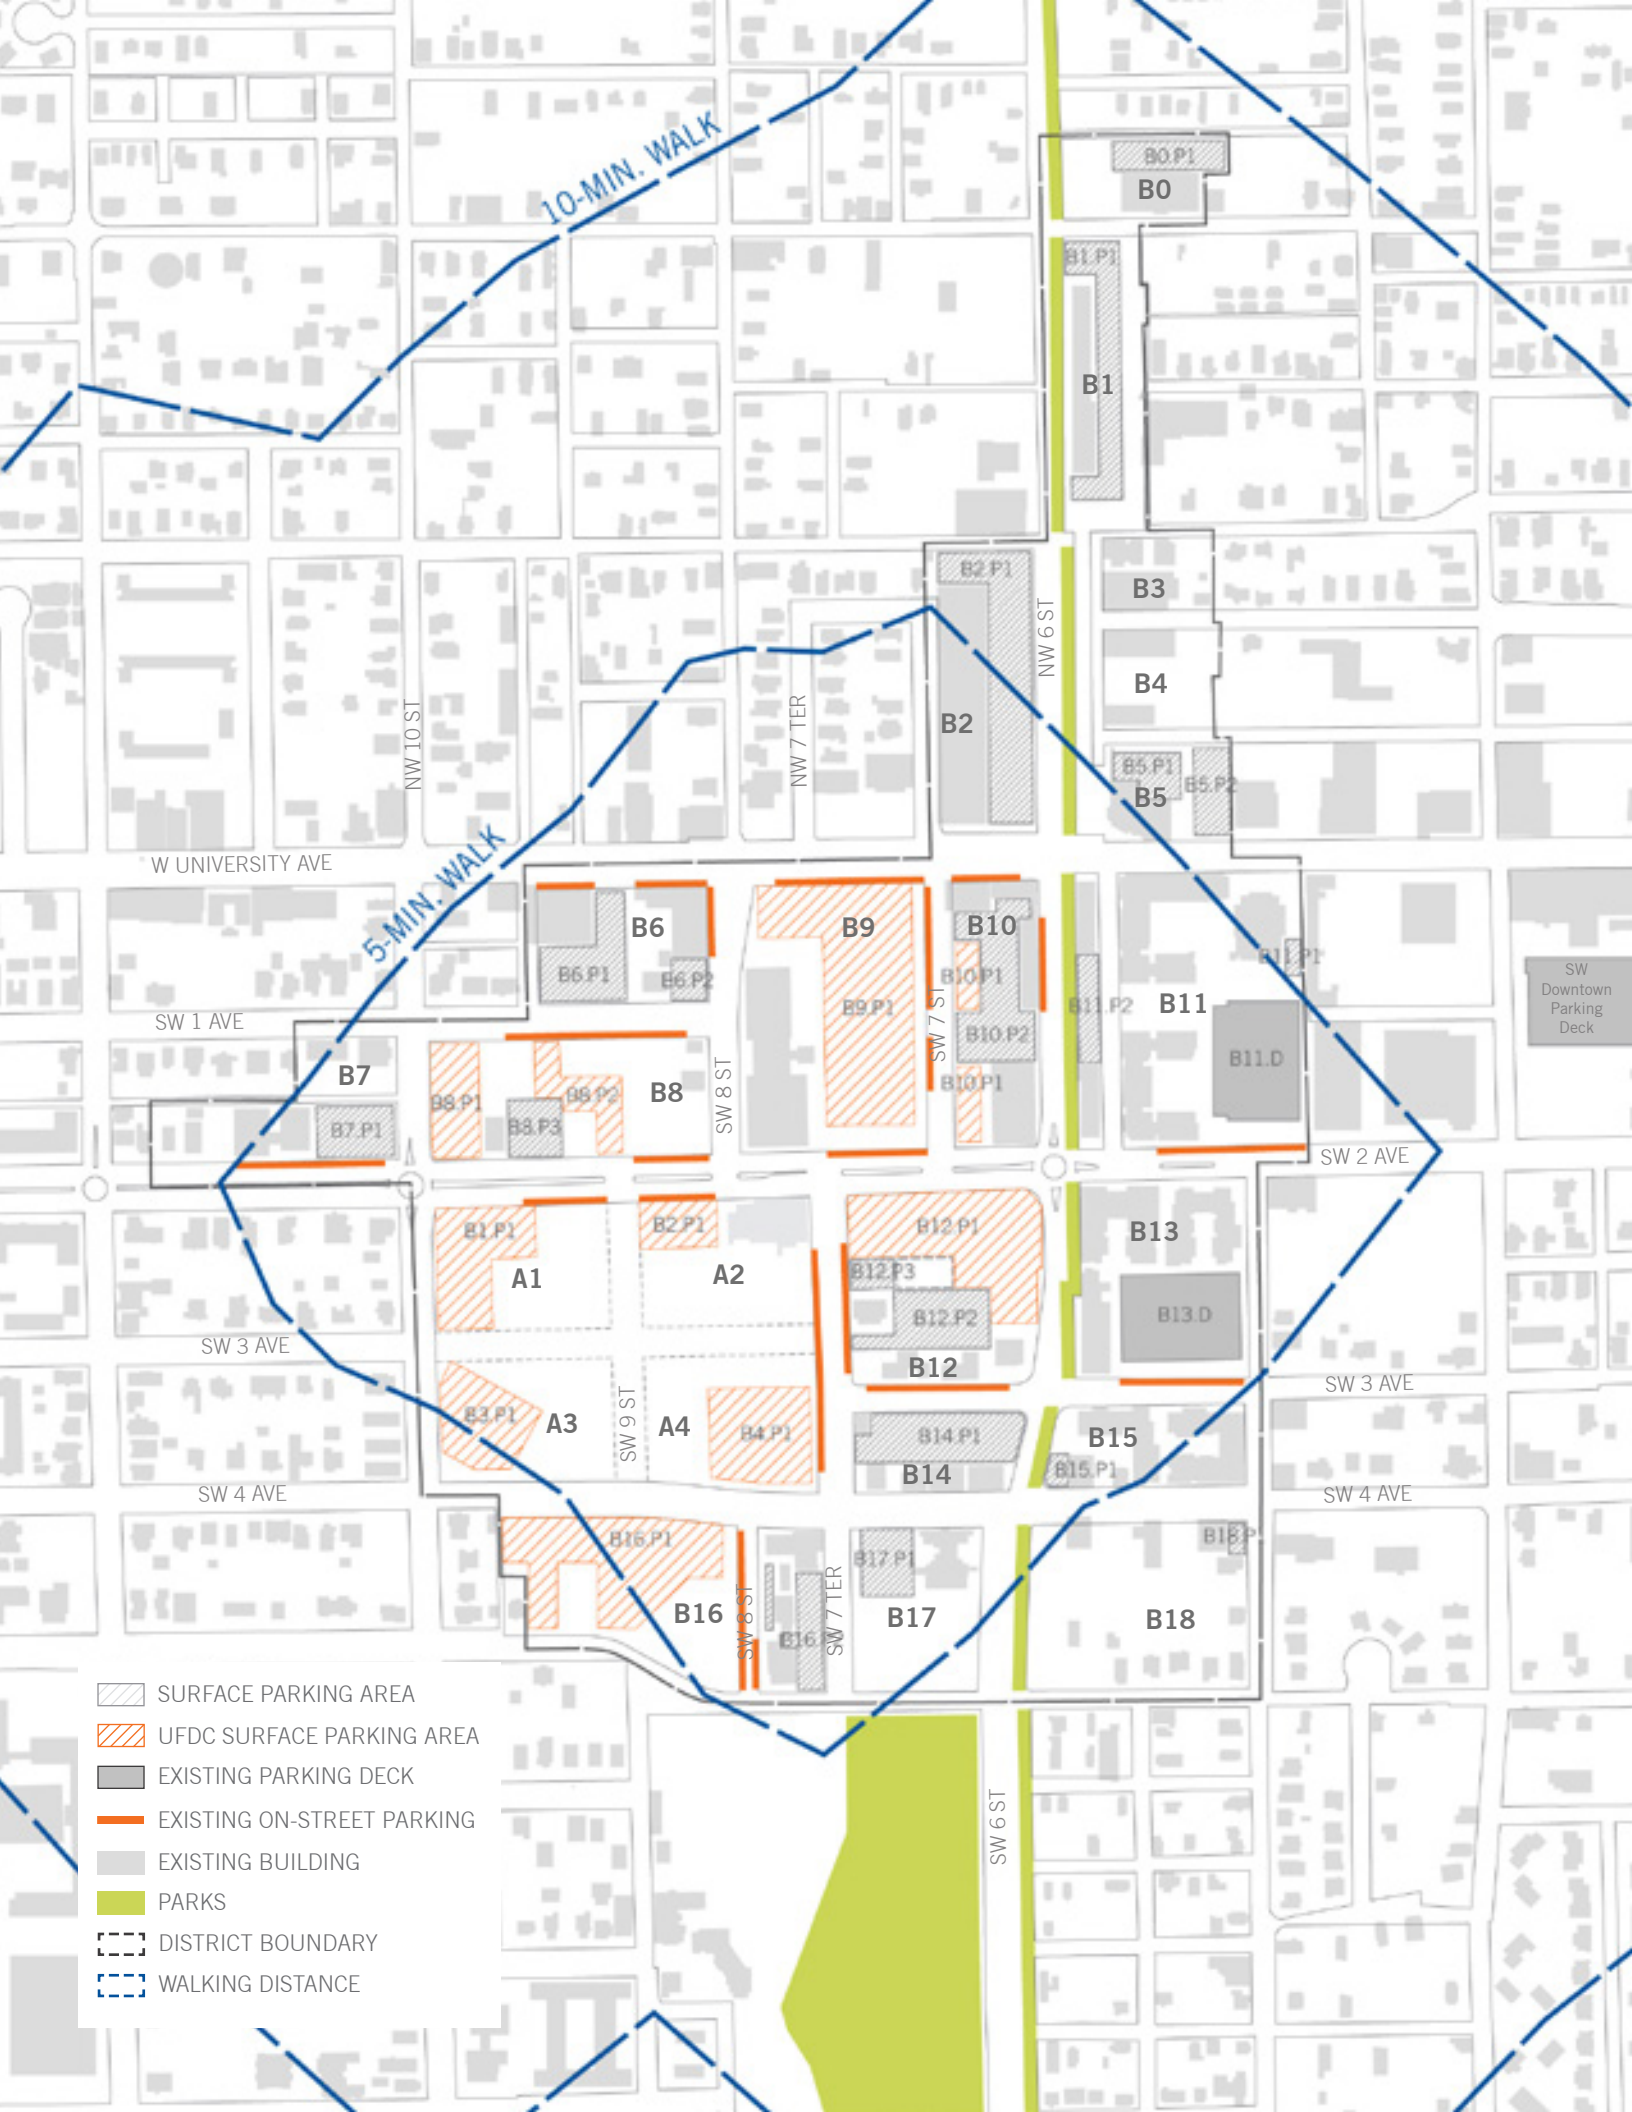 10-MIN. WALK
B0.P1
B0
B1.P1
B1
B2.P1
B3
NW 6 ST
B4
B2
NW 10 ST
NW 7 TER
B5.P1
B5.P2
B5
W UNIVERSITY AVE
5-MIN. WALK
B6
B9
B10
B6.P1
B6.P2
B10.P1
B11.P1
SW
Downtown
Parking
Deck
B9.P1
SW 7 ST
B11.P2
B11
SW 1 AVE
B10.P2
B11.D
B7
B8.P1
B8.P2
B8
SW 8 ST
B10.P1
B7.P1
B8.P3
SW 2 AVE
B1.P1
B2.P1
B12.P1
B13
A1
A2
B12.P3
B12.P2
B13.D
SW 3 AVE
B12
SW 3 AVE
B3.P1
A3
SW 9 ST
A4
B4.P1
B14.P1
B14
B15
B15.P1
SW 4 AVE
SW 4 AVE
B16.P1
B17.P1
B16
SW 8 ST
SW 7 TER
B17
B18
SURFACE PARKING AREA
UFDC SURFACE PARKING AREA
EXISTING PARKING DECK
EXISTING ON-STREET PARKING
EXISTING BUILDING
PARKS
DISTRICT BOUNDARY
WALKING DISTANCE
SW 6 ST